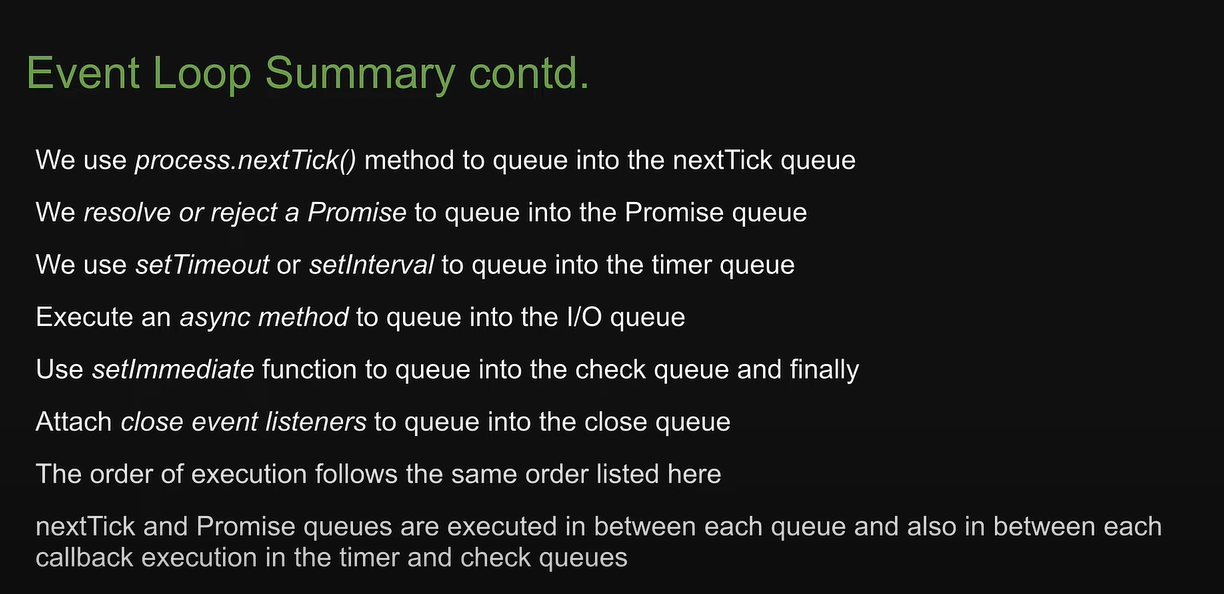 Event Loop Summary contd.
We use process.nextTick() method to queue into the nextTick queue
We resolve or reject a Promise to queue into the Promise queue
We use setTimeout or setInterval to queue into the timer queue
Execute an async method to queue into the I/O queue
Use setImmediate function to queue into the check queue and finally
Attach close event listeners to queue into the close queue
The order of execution follows the same order listed here
nextTick and Promise queues are executed in between each queue and also in between each
callback execution in the timer and check queues